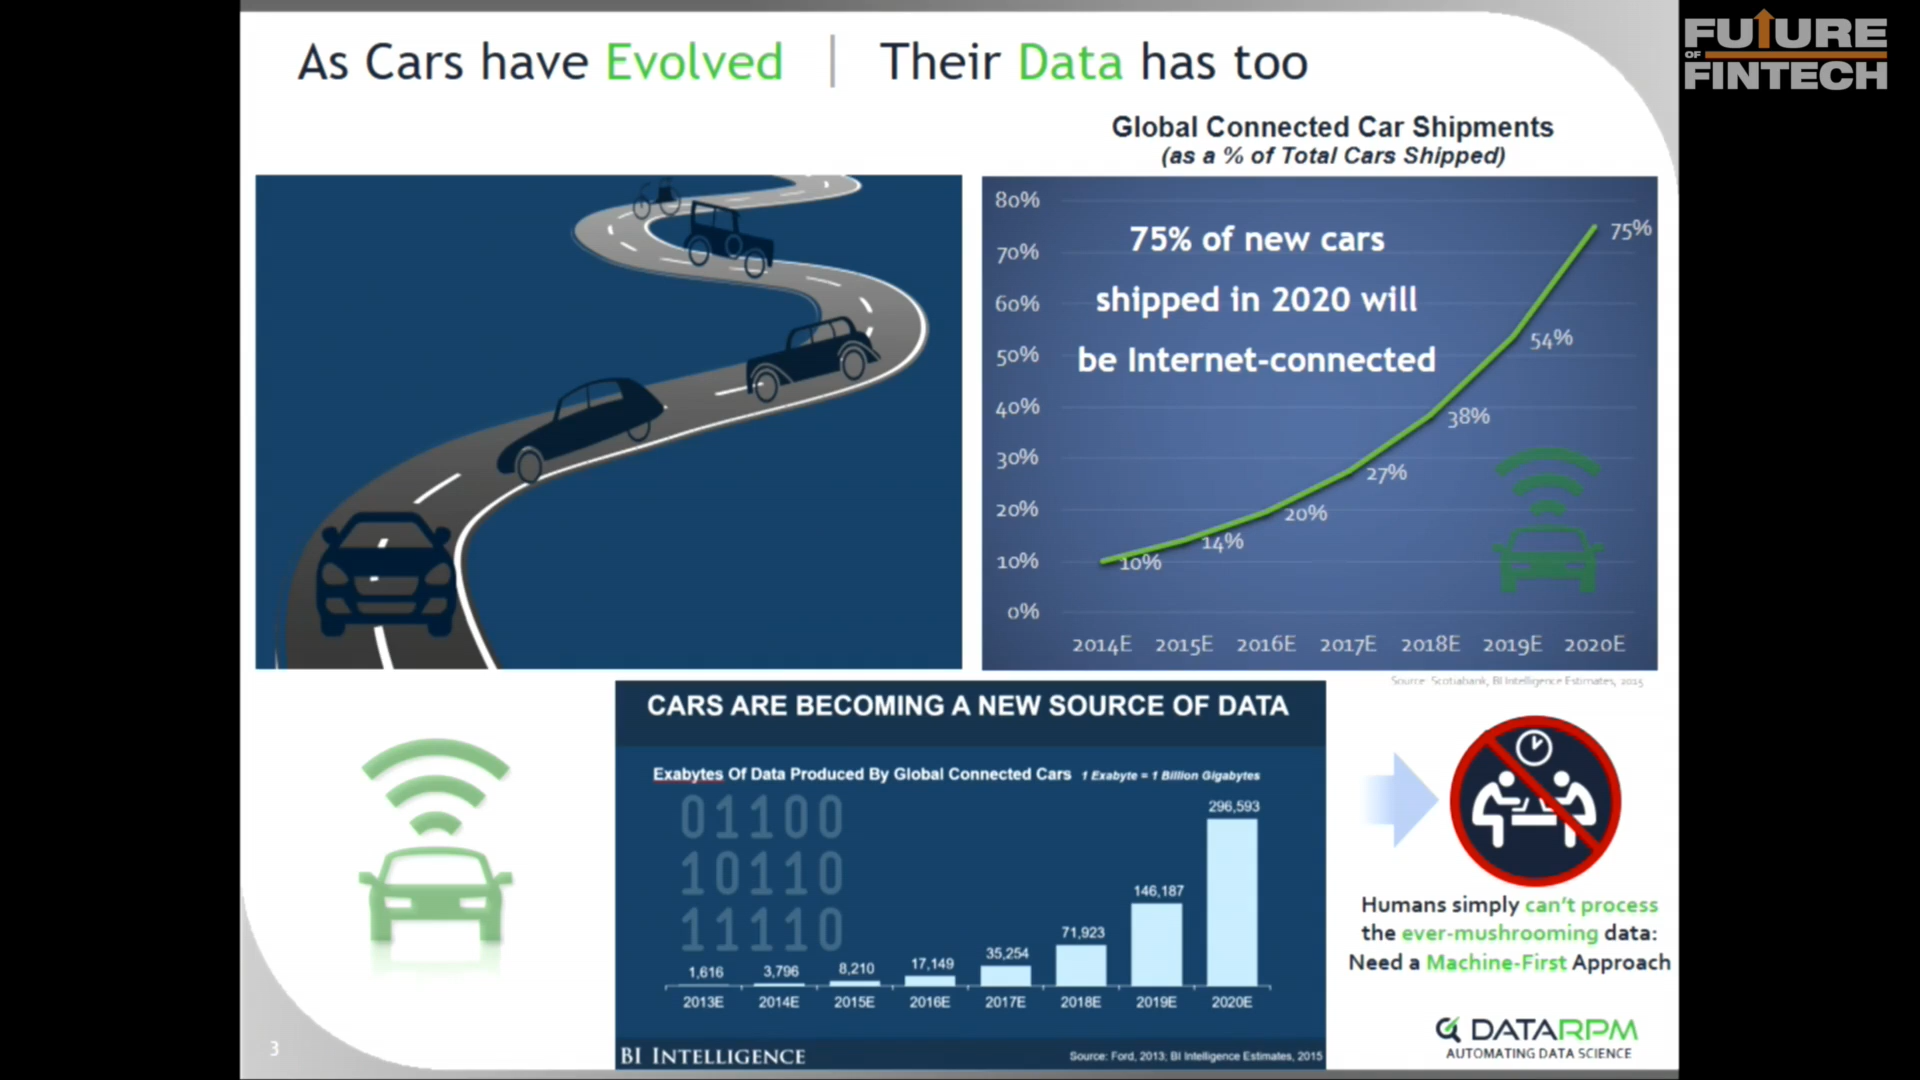 As Cars have Evolved | Their Data has too
FUTURE
OF
FINTECH
Global Connected Car Shipments
(as a % of Total Cars Shipped)
80%
70%
60%
50%
40%
30%
20%
10%
0%
75% of new cars
shipped in 2020 will
be Internet-connected
10%
14%
20%
27%
38%
54%
75%
2014E 2015E 2016E 2017E 2018E 2019E 2020E
Source: Scotiabank, BI Intelligence Estimates, 2015
CARS ARE BECOMING A NEW SOURCE OF DATA
Exabytes Of Data Produced By Global Connected Cars 1 Exabyte = 1 Billion Gigabytes
01100
10110
11110
1,616 3,796 8,210 17,149 35,254 71,923 146,187 296,593
2013E 2014E 2015E 2016E 2017E 2018E 2019E 2020E
BI INTELLIGENCE
Source: Ford, 2013; BI Intelligence Estimates, 2015
Humans simply can't process
the ever-mushrooming data:
Need a Machine-First Approach
DATARPM
AUTOMATING DATA SCIENCE
3